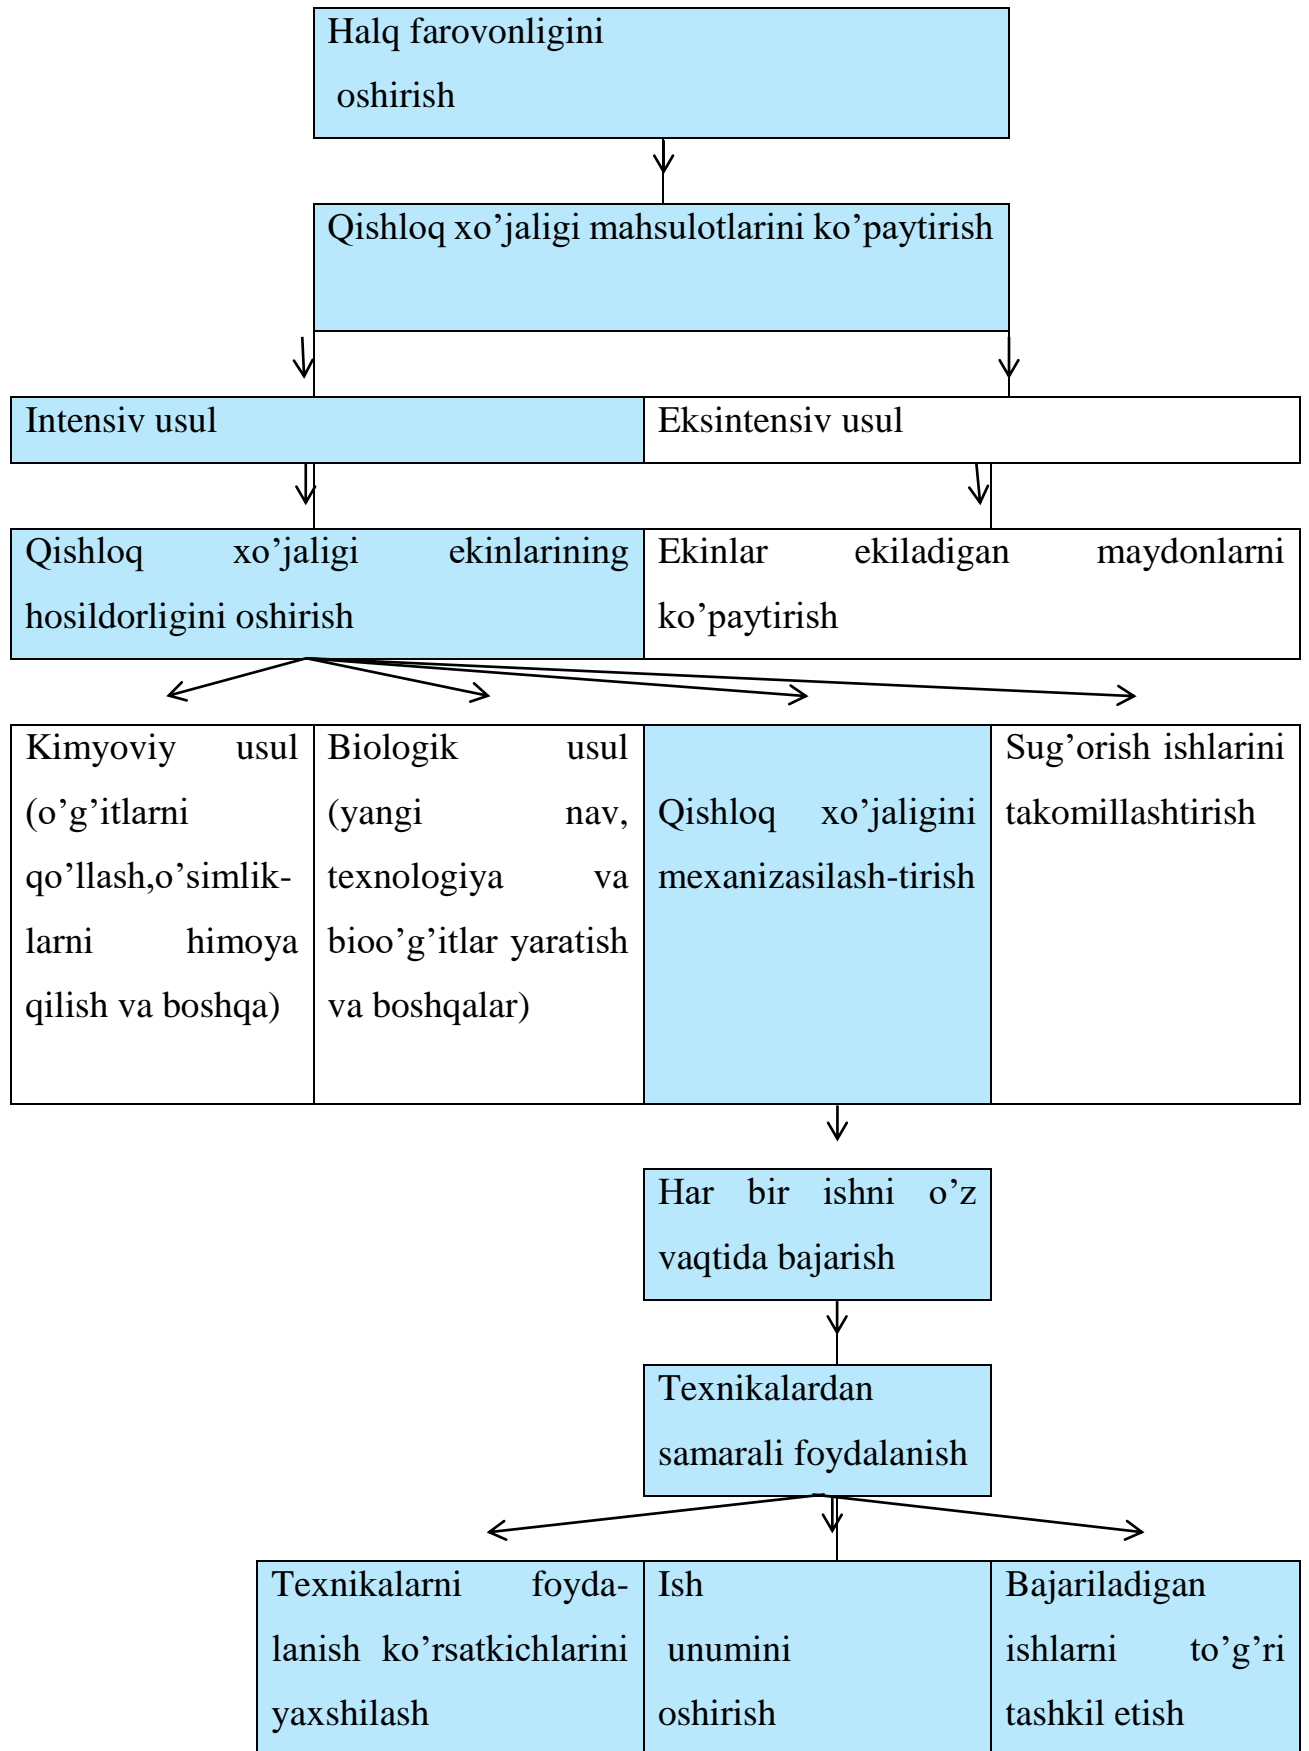 Halq farovonligini
oshirish
Qishloq xo’jaligi mahsulotlarini ko’paytirish
Intensiv usul
Eksintensiv usul
Qishloq xo’jaligi ekinlarining
hosildorligini oshirish
Ekinlar ekiladigan maydonlarni
ko’paytirish
Kimyoviy usul
(o’g’itlarni
qo’llash,o’simlik-
larni himoya
qilish va boshqa)
Biologik usul
(yangi nav,
texnologiya va
bioo’g’itlar yaratish
va boshqalar)
Qishloq xo’jaligini
mexanizasilash-tirish
Sug’orish ishlarini
takomillashtirish
Har bir ishni o’z
vaqtida bajarish
Texnikalardan
samarali foydalanish
Texnikalarni foyda-
lanish ko’rsatkichlarini
yaxshilash
Ish
unumini
oshirish
Bajariladigan
ishlarni to’g’ri
tashkil etish